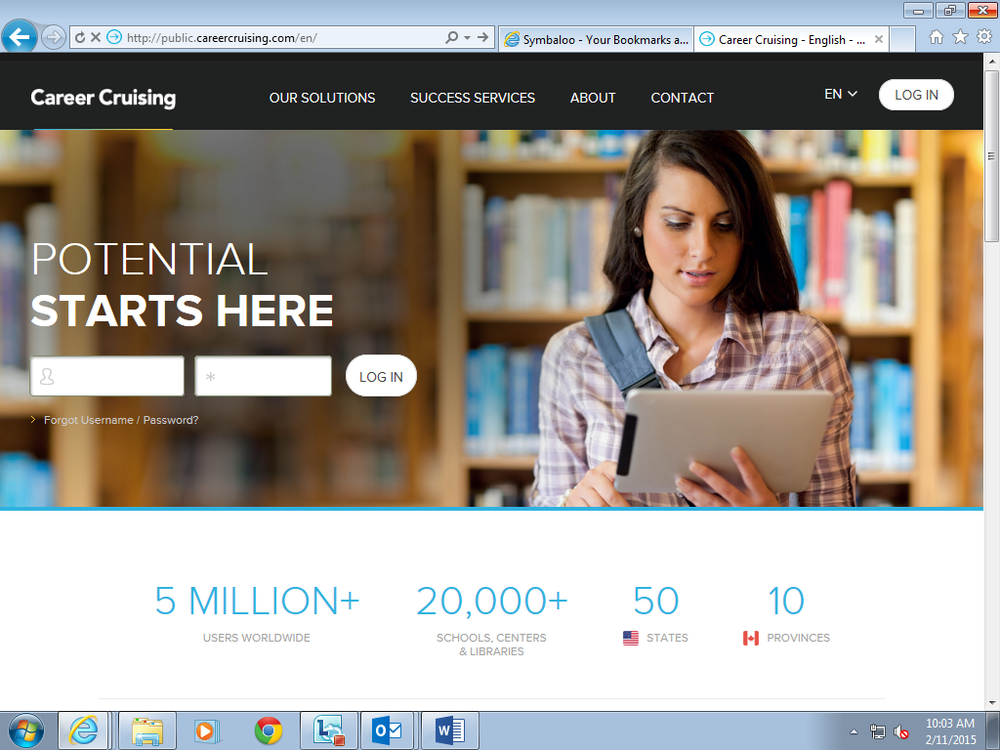 http://public.careercruising.com/en/
Symbaloo - Your Bookmarks a...
Career Cruising - English - ...
Career Cruising
OUR SOLUTIONS
SUCCESS SERVICES
ABOUT
CONTACT
EN
LOG IN
POTENTIAL
STARTS HERE
LOG IN
Forgot Username / Password?
5 MILLION+
USERS WORLDWIDE
20,000+
SCHOOLS, CENTERS
& LIBRARIES
50
STATES
10
PROVINCES
10:03 AM
2/11/2015